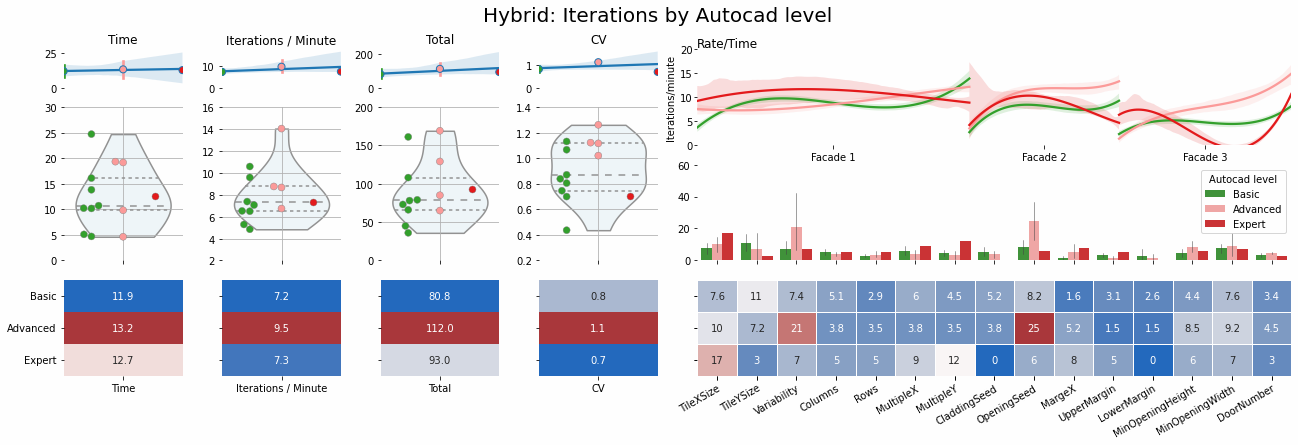 Hybrid: Iterations by Autocad level
Time
25
0
30
25
20
15
10
5
0
Iterations / Minute
10
0
16
14
12
10
8
6
4
2
Total
200
0
200
150
100
50
0
CV
1
0
1.4
1.2
1.0
0.8
0.6
0.4
0.2
Rate/Time
Iterations/minute
20
15
10
5
0
Facade 1 Facade 2 Facade 3
60
40
20
0
Autocad level
Basic
Advanced
Expert
Basic 11.9 7.2 80.8 0.8
Advanced 13.2 9.5 112.0 1.1
Expert 12.7 7.3 93.0 0.7
Time Iterations / Minute Total CV
7.6 11 7.4 5.1 2.9 6 4.5 5.2 8.2 1.6 3.1 2.6 4.4 7.6 3.4
10 7.2 21 3.8 3.5 3.8 3.5 3.8 25 5.2 1.5 1.5 8.5 9.2 4.5
17 3 7 5 5 9 12 0 6 8 5 0 6 7 3
TileXSize
TileYSize
Variability
Columns
Rows
MultipleX
MultipleY
CladdingSeed
OpeningSeed
MargeX
UpperMargin
LowerMargin
MinOpeningHeight
MinOpeningWidth
DoorNumber